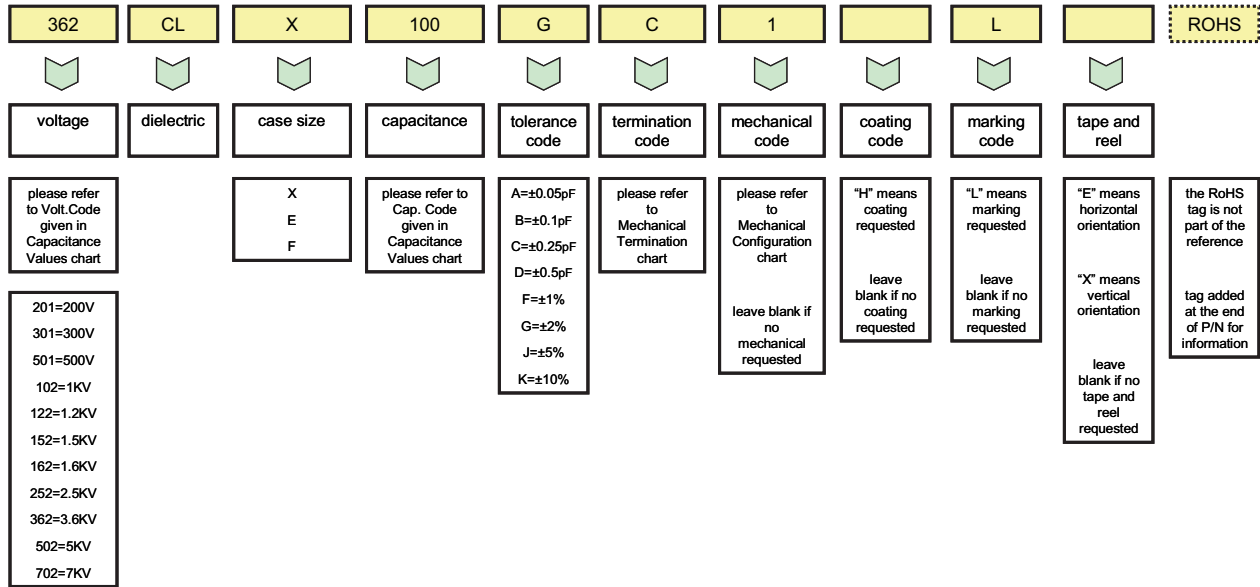 362 CL X 100 G C 1 L ROHS
voltage
dielectric
case size
capacitance
tolerance
code
termination
code
mechanical
code
coating
code
marking
code
tape and
reel
please refer
to Volt.Code
given in
Capacitance
Values chart
201=200V
301=300V
501=500V
102=1KV
122=1.2KV
152=1.5KV
162=1.6KV
252=2.5KV
362=3.6KV
502=5KV
702=7KV
X
E
F
please refer to
Cap. Code
given in
Capacitance
Values chart
A=±0.05pF
B=±0.1pF
C=±0.25pF
D=±0.5pF
F=±1%
G=±2%
J=±5%
K=±10%
please refer
to
Mechanical
Termination
chart
please refer
to
Mechanical
Configuration
chart
leave blank if
no
mechanical
requested
“H” means
coating
requested
leave
blank if no
coating
requested
“L” means
marking
requested
leave
blank if no
marking
requested
“E” means
horizontal
orientation
“X” means
vertical
orientation
leave
blank if no
tape and
reel
requested
the RoHS
tag is not
part of the
reference
tag added
at the end
of P/N for
information